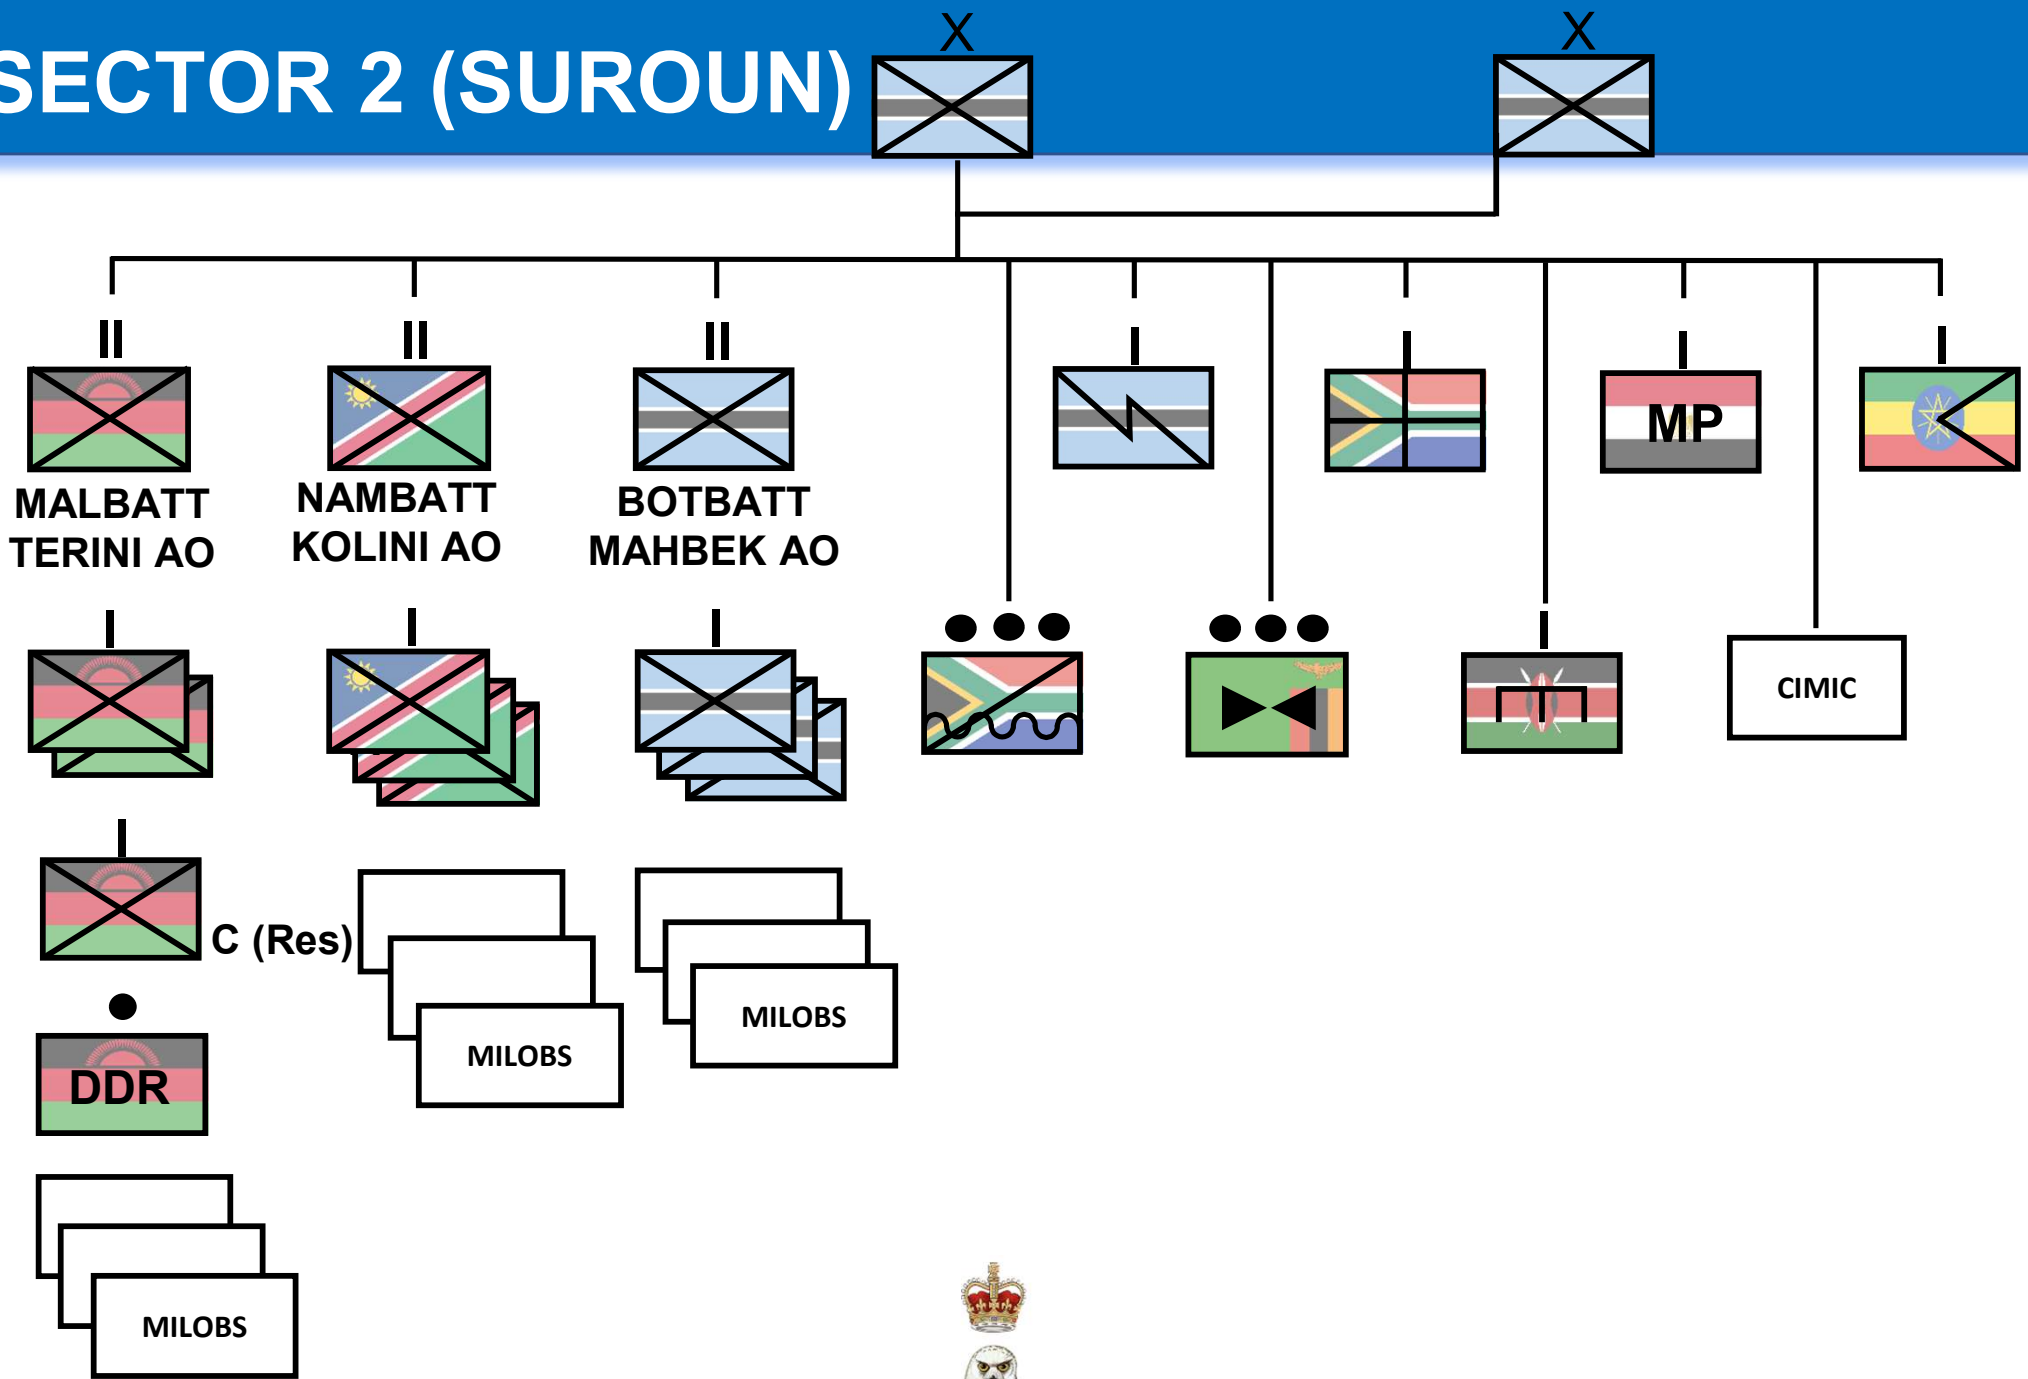 SECTOR 2 (SUROUN)
X
X
II
II
II
I
I
I
I
MP
MALBATT
TERINI AO
NAMBATT
KOLINI AO
BOTBATT
MAHBEK AO
I
I
I
I
CIMIC
I
C (Res)
DDR
MILOBS
MILOBS
MILOBS